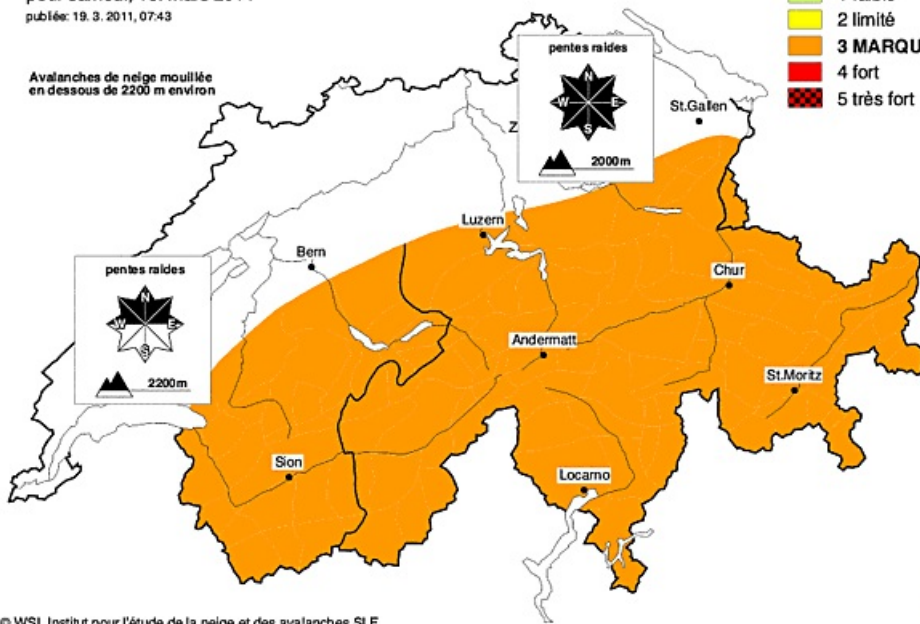 publiée: 19. 3. 2011, 07:43
2 limité
3 MARQU
4 fort
5 très fort
Avalanches de neige mouillée
en dessous de 2200 m environ
pentes raides
N
W E
S
2000m
St.Gallen
Z
Luzern
Bern
pentes raides
N
W E
S
2200m
Chur
Andermatt
St.Moritz
Sion
Locarno
© WSL Institut pour l'étude de la neige et des avalanches SLF